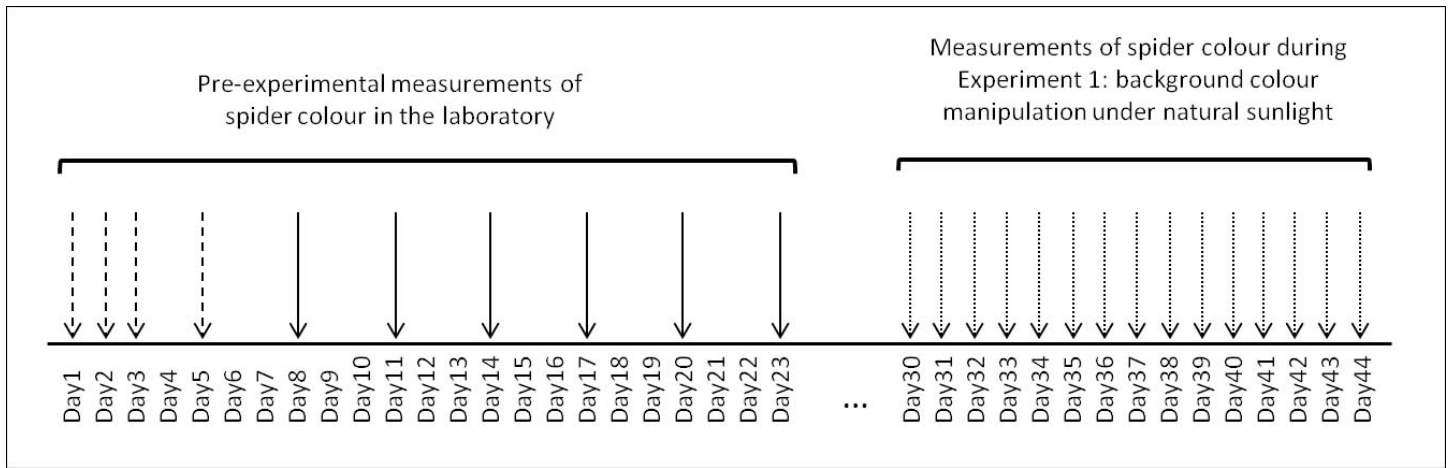 Pre-experimental measurements of
spider colour in the laboratory
Measurements of spider colour during
Experiment 1: background colour
manipulation under natural sunlight
Day1
Day2
Day3
Day4
Day5
Day6
Day7
Day8
Day9
Day10
Day11
Day12
Day13
Day14
Day15
Day16
Day17
Day18
Day19
Day20
Day21
Day22
Day23
...
Day30
Day31
Day32
Day33
Day34
Day35
Day36
Day37
Day38
Day39
Day40
Day41
Day42
Day43
Day44